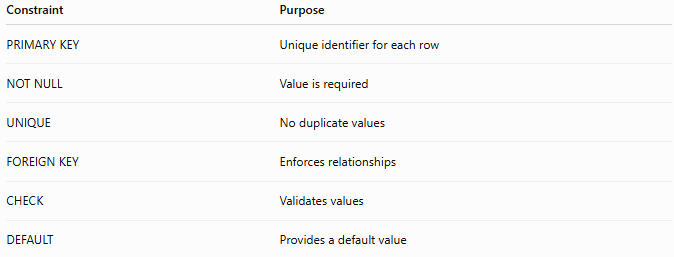 Constraint Purpose
PRIMARY KEY Unique identifier for each row
NOT NULL Value is required
UNIQUE No duplicate values
FOREIGN KEY Enforces relationships
CHECK Validates values
DEFAULT Provides a default value